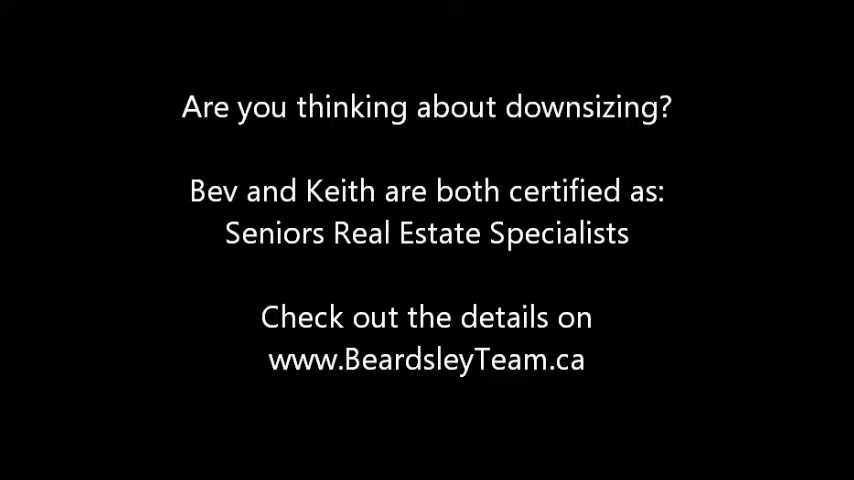 Are you thinking about downsizing?
Bev and Keith are both certified as:
Seniors Real Estate Specialists
Check out the details on
www.BeardsleyTeam.ca